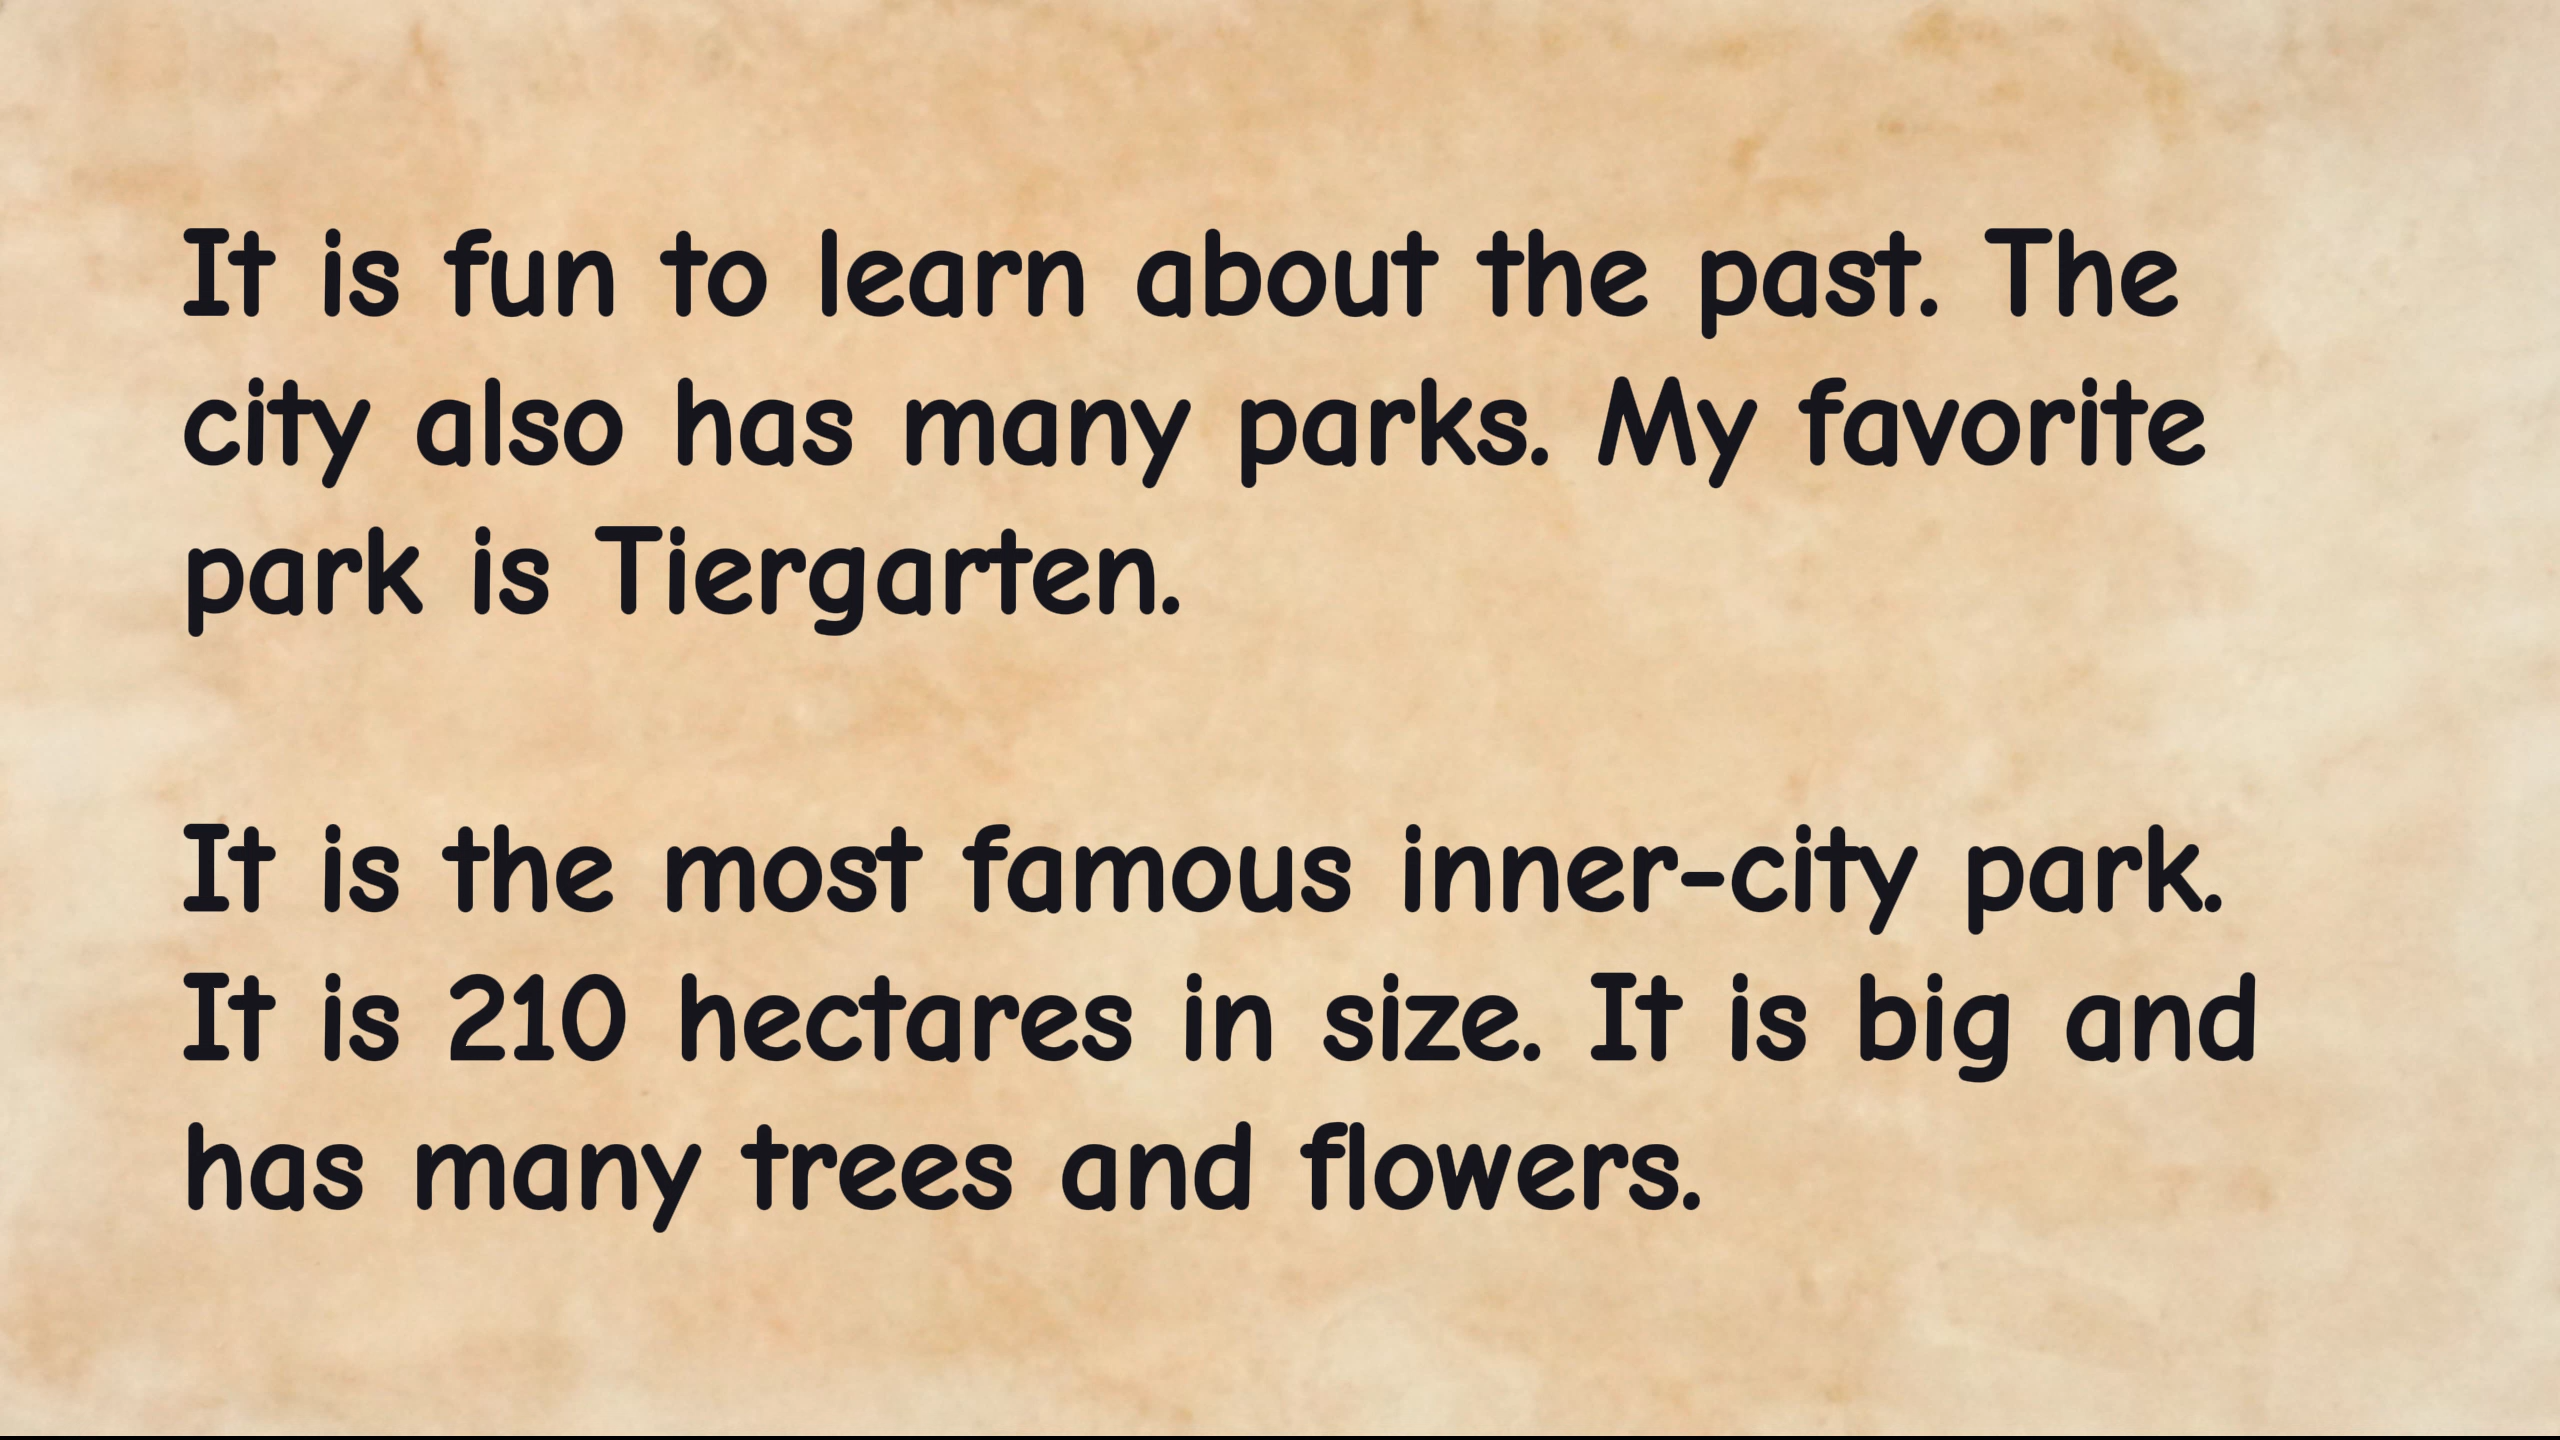 It is fun to learn about the past. The
city also has many parks. My favorite
park is Tiergarten.
It is the most famous inner-city park.
It is 210 hectares in size. It is big and
has many trees and flowers.